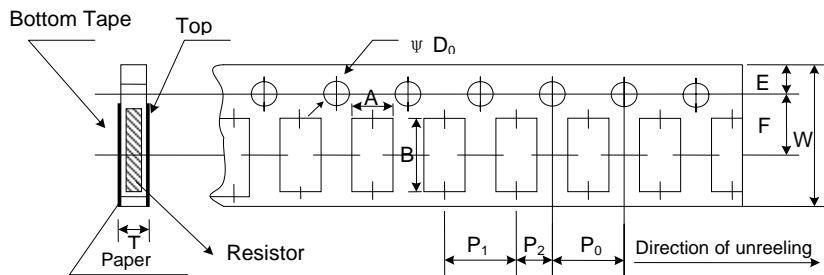 Bottom Tape
Top
ψ D₀
A
B
E
F
W
T
Paper
Resistor
P₁
P₂
P₀
Direction of unreeling